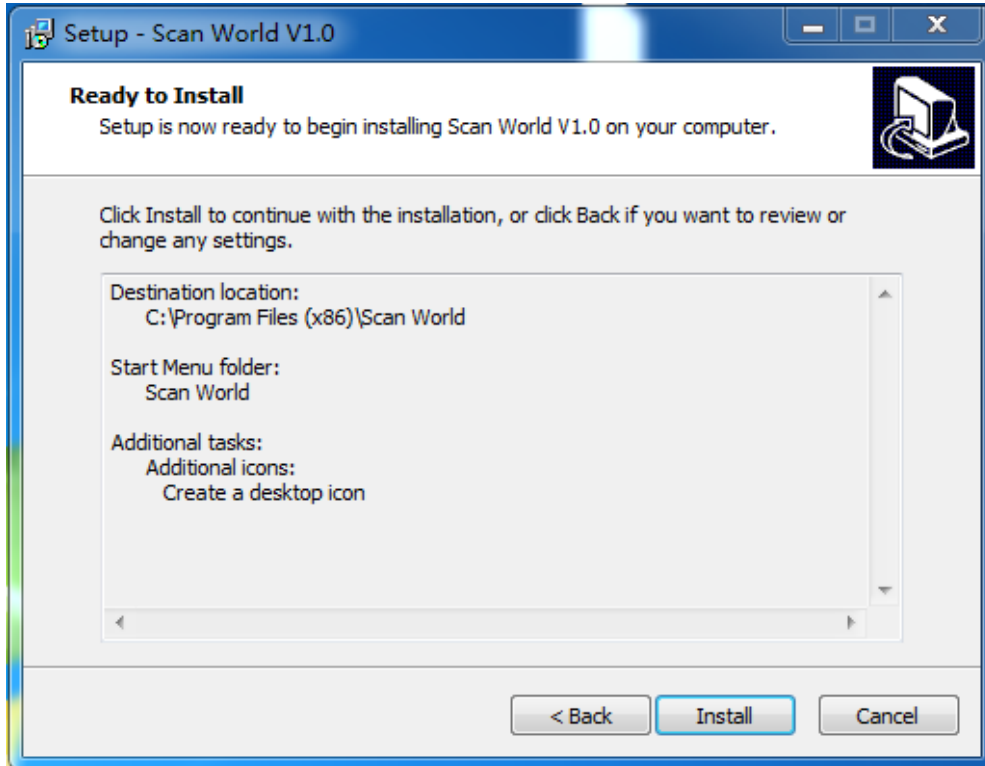 Setup - Scan World V1.0
Ready to Install
Setup is now ready to begin installing Scan World V1.0 on your computer.
Click Install to continue with the installation, or click Back if you want to review or
change any settings.
Destination location:
C:\Program Files (x86)\Scan World
Start Menu folder:
Scan World
Additional tasks:
Additional icons:
Create a desktop icon
< Back
Install
Cancel